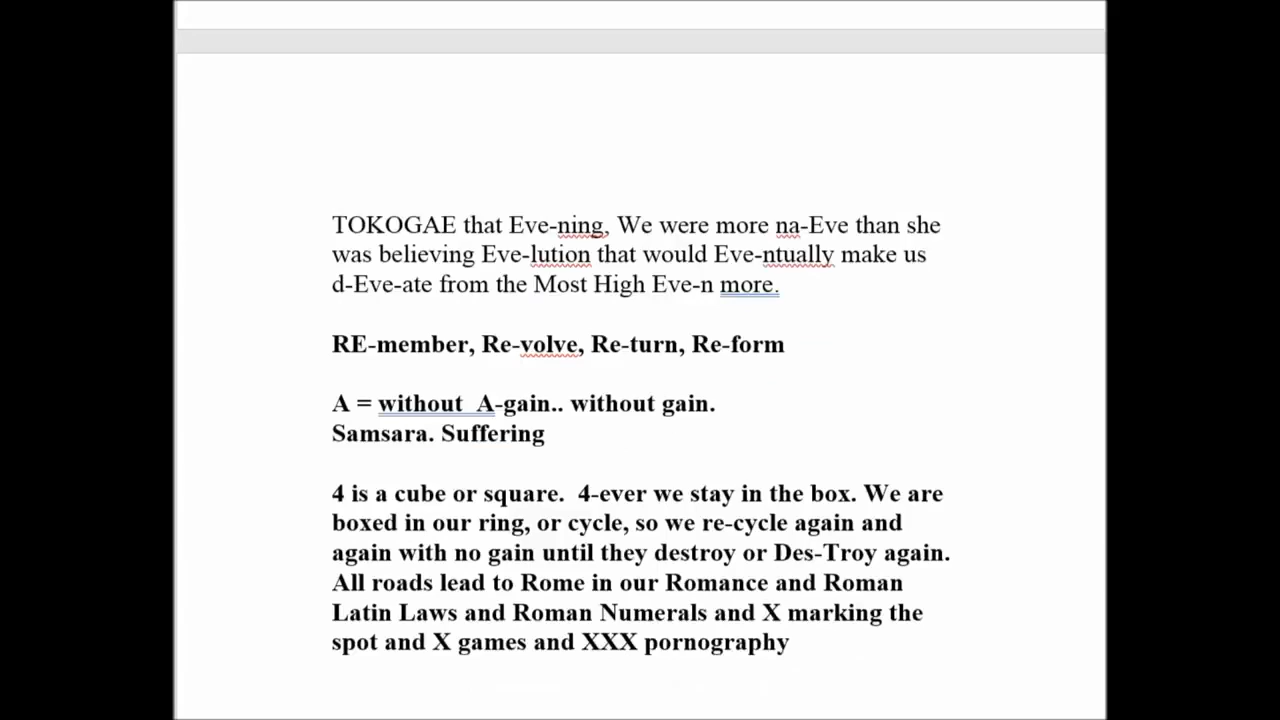 TOKOGAE that Eve-ning, We were more na-Eve than she
was believing Eve-lution that would Eve-ntually make us
d-Eve-ate from the Most High Eve-n more.
RE-member, Re-volve, Re-turn, Re-form
A = without  A-gain.. without gain.
Samsara. Suffering
4 is a cube or square.  4-ever we stay in the box. We are
boxed in our ring, or cycle, so we re-cycle again and
again with no gain until they destroy or Des-Troy again.
All roads lead to Rome in our Romance and Roman
Latin Laws and Roman Numerals and X marking the
spot and X games and XXX pornography